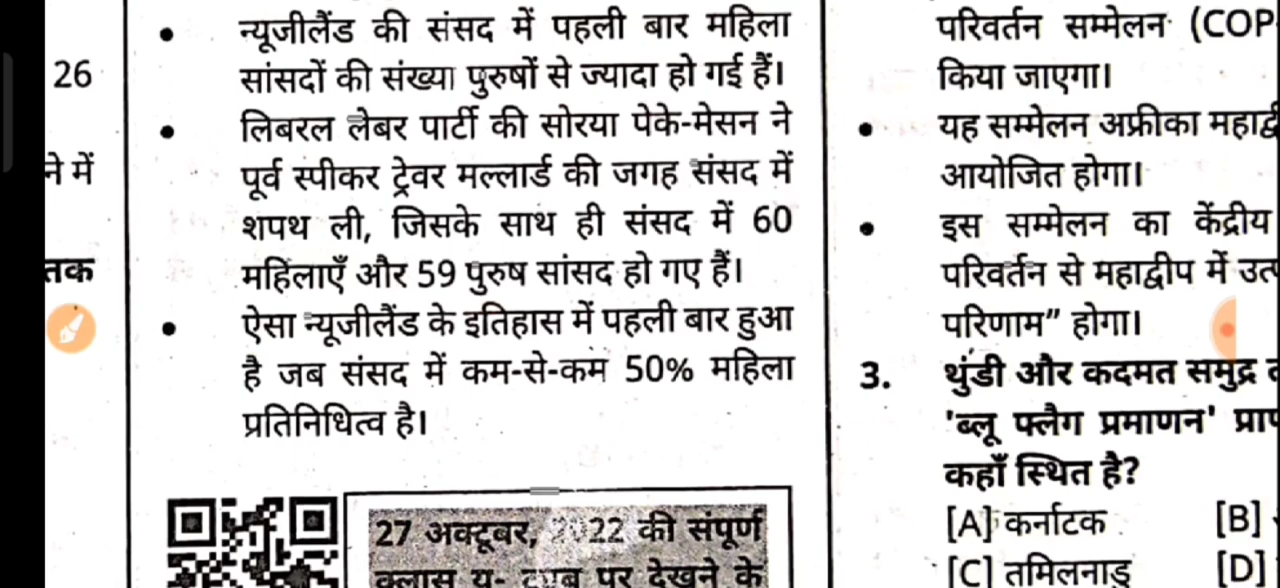 26
ने में
तक
न्यूजीलैंड की संसद में पहली बार महिला
सांसदों की संख्या पुरुषों से ज्यादा हो गई हैं।
लिबरल लेबर पार्टी की सोरया पेके-मेसन ने
पूर्व स्पीकर ट्रेवर मल्लार्ड की जगह संसद में
शपथ ली, जिसके साथ ही संसद में 60
महिलाएँ और 59 पुरुष सांसद हो गए हैं।
ऐसा न्यूजीलैंड के इतिहास में पहली बार हुआ
है जब संसद में कम-से-कम 50% महिला
प्रतिनिधित्व है।
27 अक्टूबर, 2022 की संपूर्ण
क्लास यू- ट्यूब पर देखने के
परिवर्तन सम्मेलन (COP
किया जाएगा।
यह सम्मेलन अफ्रीका
आयोजित होगा।
इस सम्मेलन का केंद्रीय
परिवर्तन से महाद्वीप में
परिणाम” होगा।
3. थुंडी और कदमत समुद्र
'ब्लू फ्लैग प्रमाणन'
कहाँ स्थित है?
[A] कर्नाटक [B]
[C] तमिलनाडु [D]